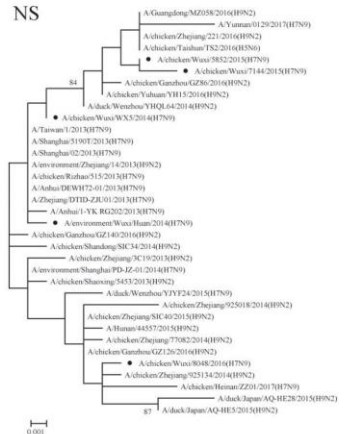 NS
A/Guangdong/MZ058/2016(H9N2)
A/Yunnan/0129/2017(H7N9)
A/chicken/Zhejiang/221/2016(H9N2)
A/chicken/Taishun/TS2/2016(H5N6)
A/chicken/Wuxi/5852/2015(H7N9)
A/chicken/Wuxi/7144/2015(H7N9)
84
A/chicken/Ganzhou/GZ86/2016(H9N2)
A/chicken/Yuhuan/YH15/2016(H9N2)
A/duck/Wenzhou/YHQL64/2014(H9N2)
A/chicken/Wuxi/WX5/2014(H7N9)
A/Taiwan/1/2013(H7N9)
A/Shanghai/5190T/2013(H7N9)
A/Shanghai/02/2013(H7N9)
A/environment/Zhejiang/14/2013(H9N2)
A/chicken/Rizhao/515/2013(H7N9)
A/Anhui/DEWH72-01/2013(H7N9)
A/Zhejiang/DTID-ZJU01/2013(H7N9)
A/Anhui/1-YK RG202/2013(H7N9)
A/environment/Wuxi/Huan/2014(H7N9)
A/chicken/Ganzhou/GZ140/2016(H9N2)
A/chicken/Shandong/SIC34/2014(H9N2)
A/chicken/Zhejiang/3C19/2013(H9N2)
A/environment/Shanghai/PD-JZ-01/2014(H7N9)
A/chicken/Shaoxing/5453/2013(H9N2)
A/duck/Wenzhou/YJYF24/2015(H7N9)
A/chicken/Zhejiang/925018/2014(H9N2)
A/chicken/Zhejiang/SIC40/2015(H9N2)
A/Hunan/44557/2015(H9N2)
A/chicken/Zhejiang/77082/2014(H9N2)
A/chicken/Ganzhou/GZ126/2016(H9N2)
A/chicken/Wuxi/8048/2016(H7N9)
A/chicken/Zhejiang/925134/2014(H9N2)
A/chicken/Heinan/ZZ01/2017(H7N9)
A/duck/Japan/AQ-HE28/2015(H9N2)
87
A/duck/Japan/AQ-HE5/2015(H9N2)
0.001